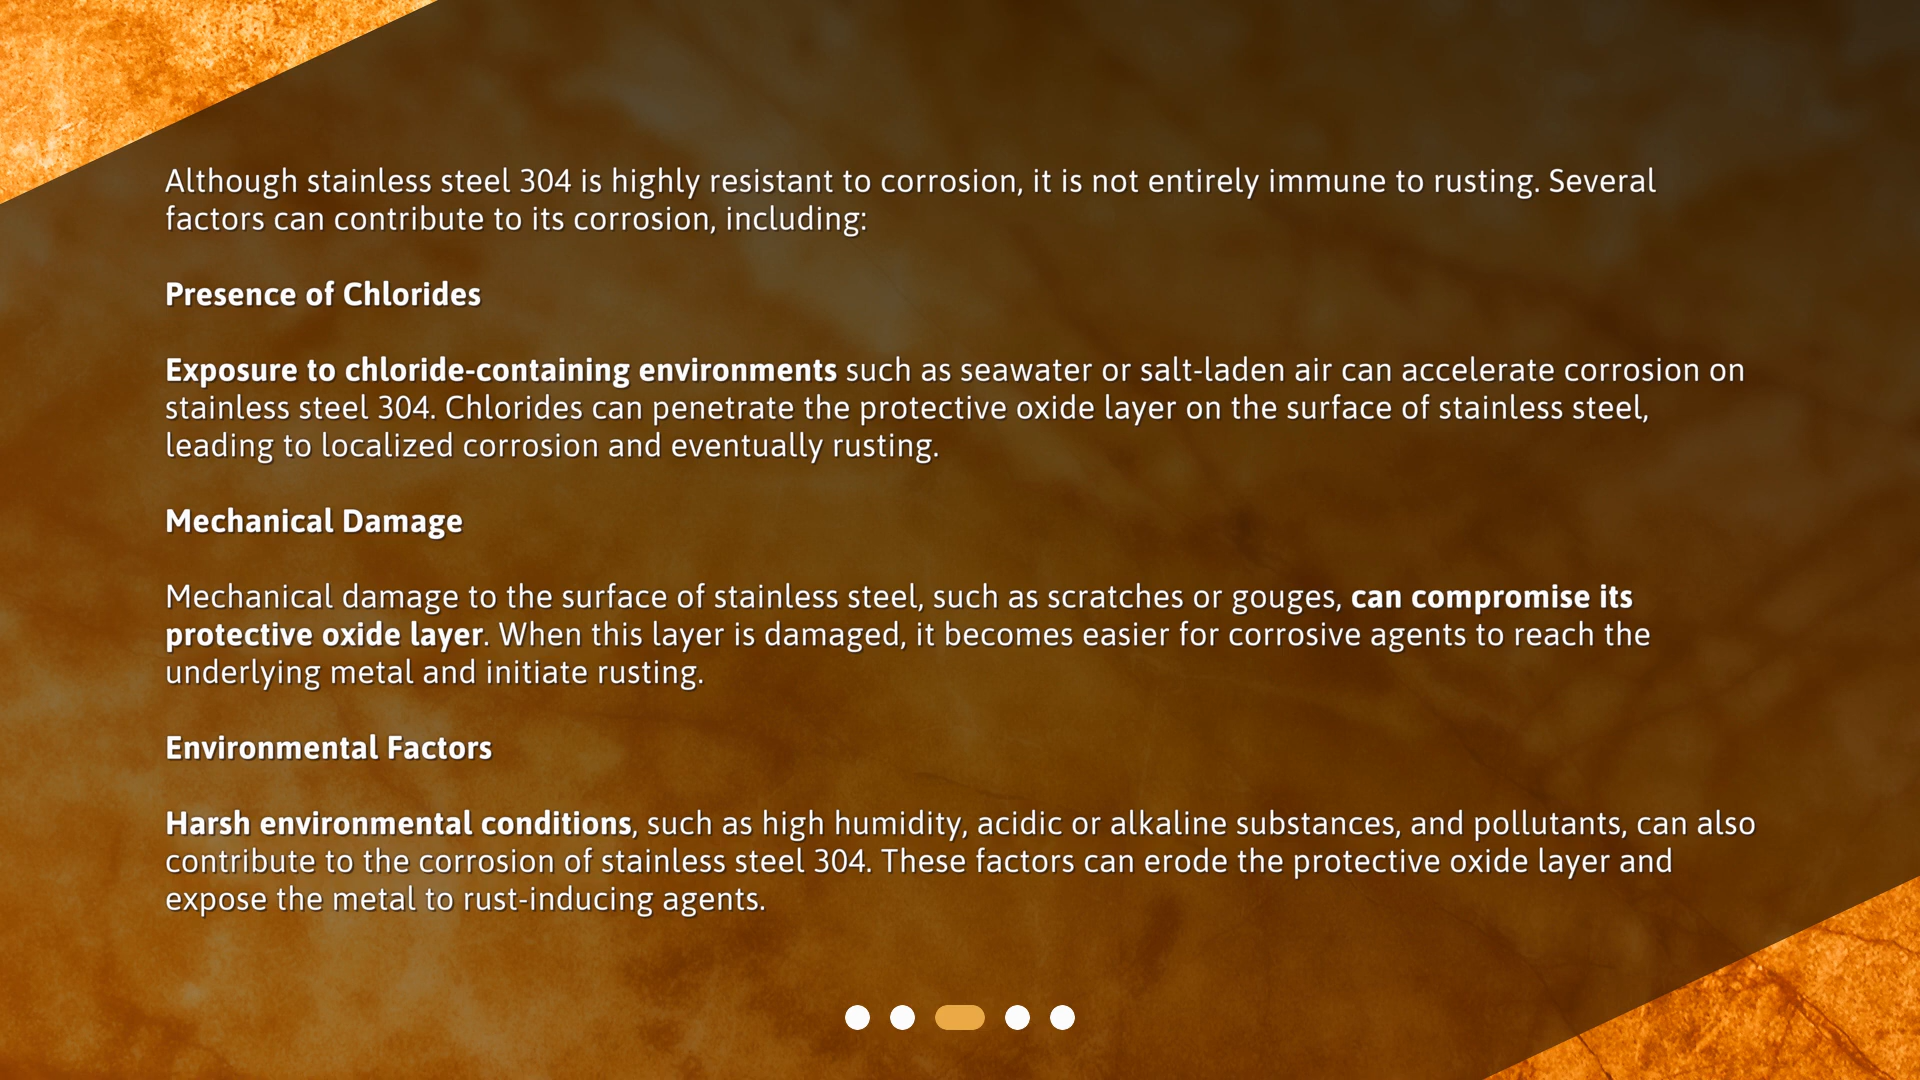 Although stainless steel 304 is highly resistant to corrosion, it is not entirely immune to rusting. Several
factors can contribute to its corrosion, including:
Presence of Chlorides
Exposure to chloride-containing environments such as seawater or salt-laden air can accelerate corrosion on
stainless steel 304. Chlorides can penetrate the protective oxide layer on the surface of stainless steel,
leading to localized corrosion and eventually rusting.
Mechanical Damage
Mechanical damage to the surface of stainless steel, such as scratches or gouges, can compromise its
protective oxide layer. When this layer is damaged, it becomes easier for corrosive agents to reach the
underlying metal and initiate rusting.
Environmental Factors
Harsh environmental conditions, such as high humidity, acidic or alkaline substances, and pollutants, can also
contribute to the corrosion of stainless steel 304. These factors can erode the protective oxide layer and
expose the metal to rust-inducing agents.